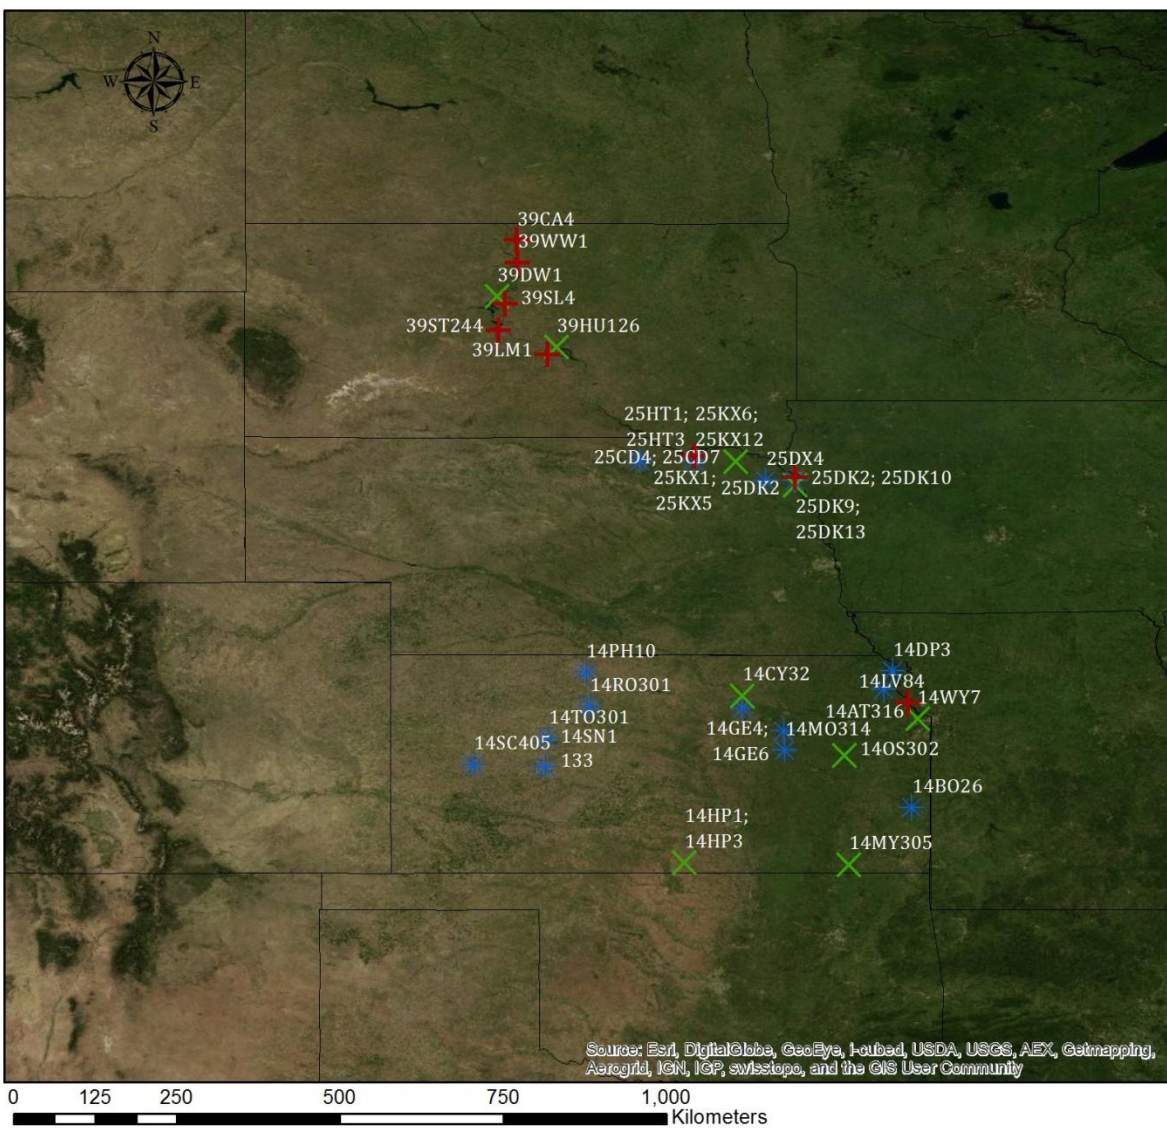 N
W E
S
39CA4
39WW1
39DW1
39SL4
39ST244
39HU126
39LM1
25HT1; 25KX6;
25HT3 25KX12
25CD4; 25CD7
25DX4
25KX1;
25KX5
25DK2
25DK2; 25DK10
25DK9;
25DK13
14PH10
14RO301
14TO301
14SN1
14SC405
133
14CY32
14DP3
14LV84
14WY7
14AT316
14GE4;
14GE6
14MO314
14OS302
14BO26
14HP1;
14HP3
14MY305
Source: Esri, DigitalGlobe, GeoEye, i-cubed, USDA, USGS, AEX, Getmapping,
Aerogrid, IGN, IGP, swisstopo, and the GIS User Community
0 125 250 500 750 1,000
Kilometers